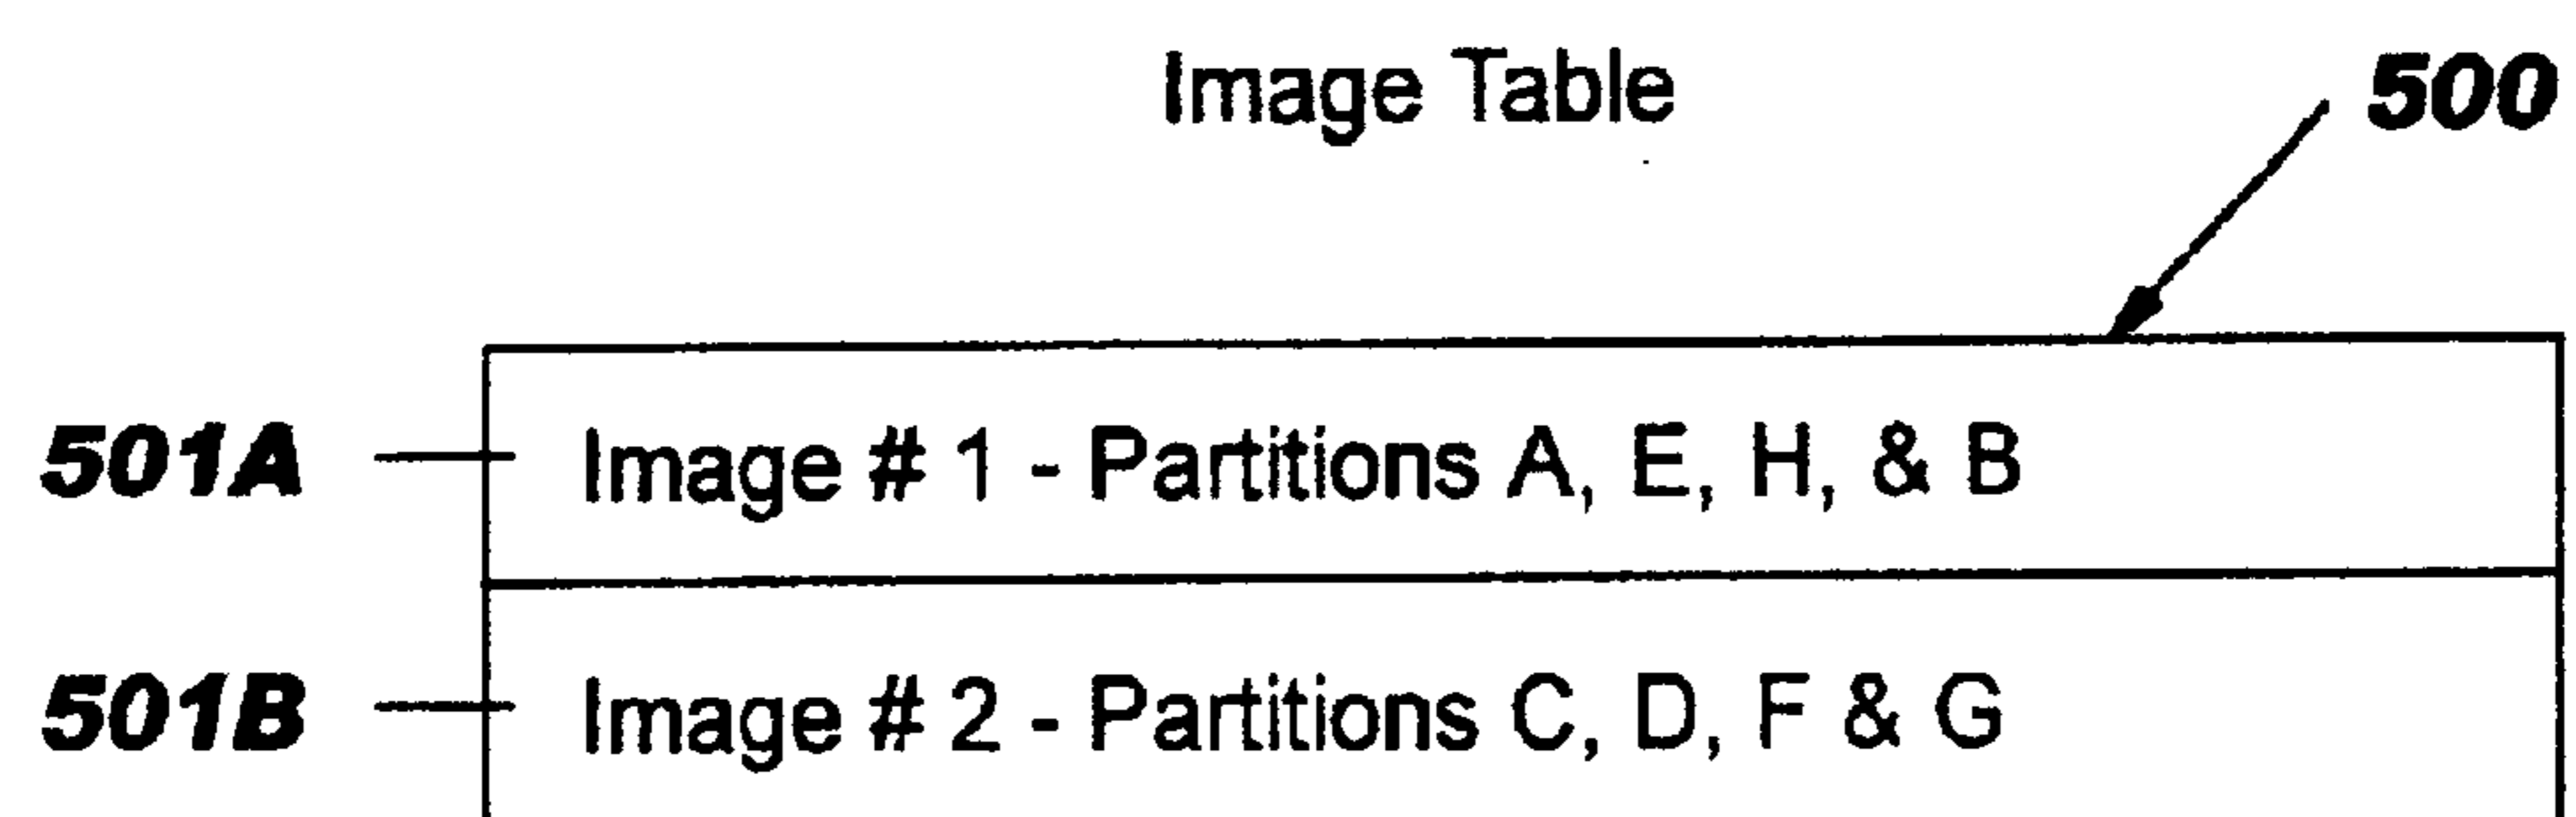 Image Table
500
501A
Image # 1 - Partitions A, E, H, & B
501B
Image # 2 - Partitions C, D, F & G